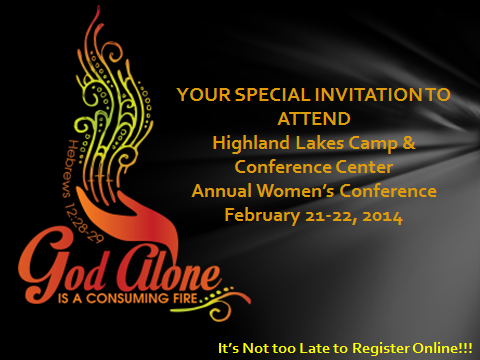 YOUR SPECIAL INVITATION TO
ATTEND
Highland Lakes Camp &
Conference Center
Annual Women's Conference
February 21-22, 2014
Hebrews 12:28-29
God Alone
IS A CONSUMING FIRE
It's Not too Late to Register Online!!!